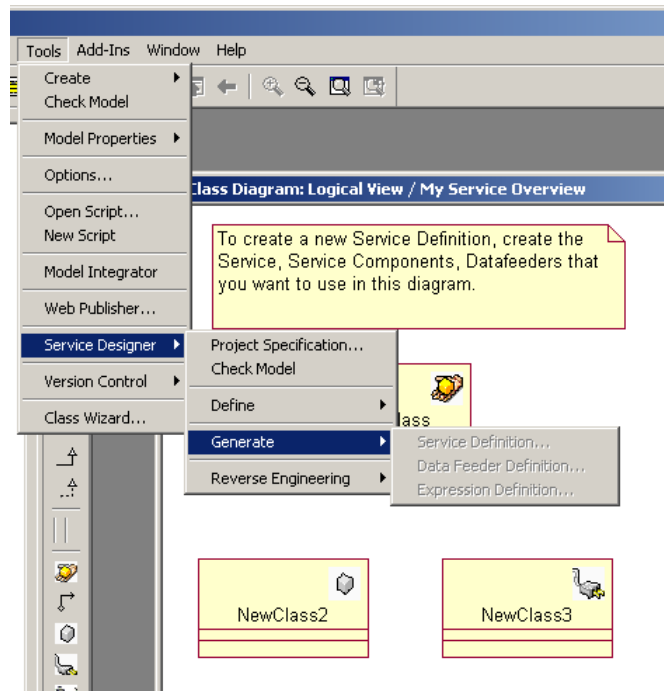 Tools Add-Ins Window Help
Create
Check Model
Model Properties
Options...
Open Script...
New Script
Model Integrator
Web Publisher...
Service Designer
Version Control
Class Wizard...
Class Diagram: Logical View / My Service Overview
To create a new Service Definition, create the
Service, Service Components, Datafeeders that
you want to use in this diagram.
Project Specification...
Check Model
Define
Generate
Reverse Engineering
Service Definition...
Data Feeder Definition...
Expression Definition...
NewClass2
NewClass3